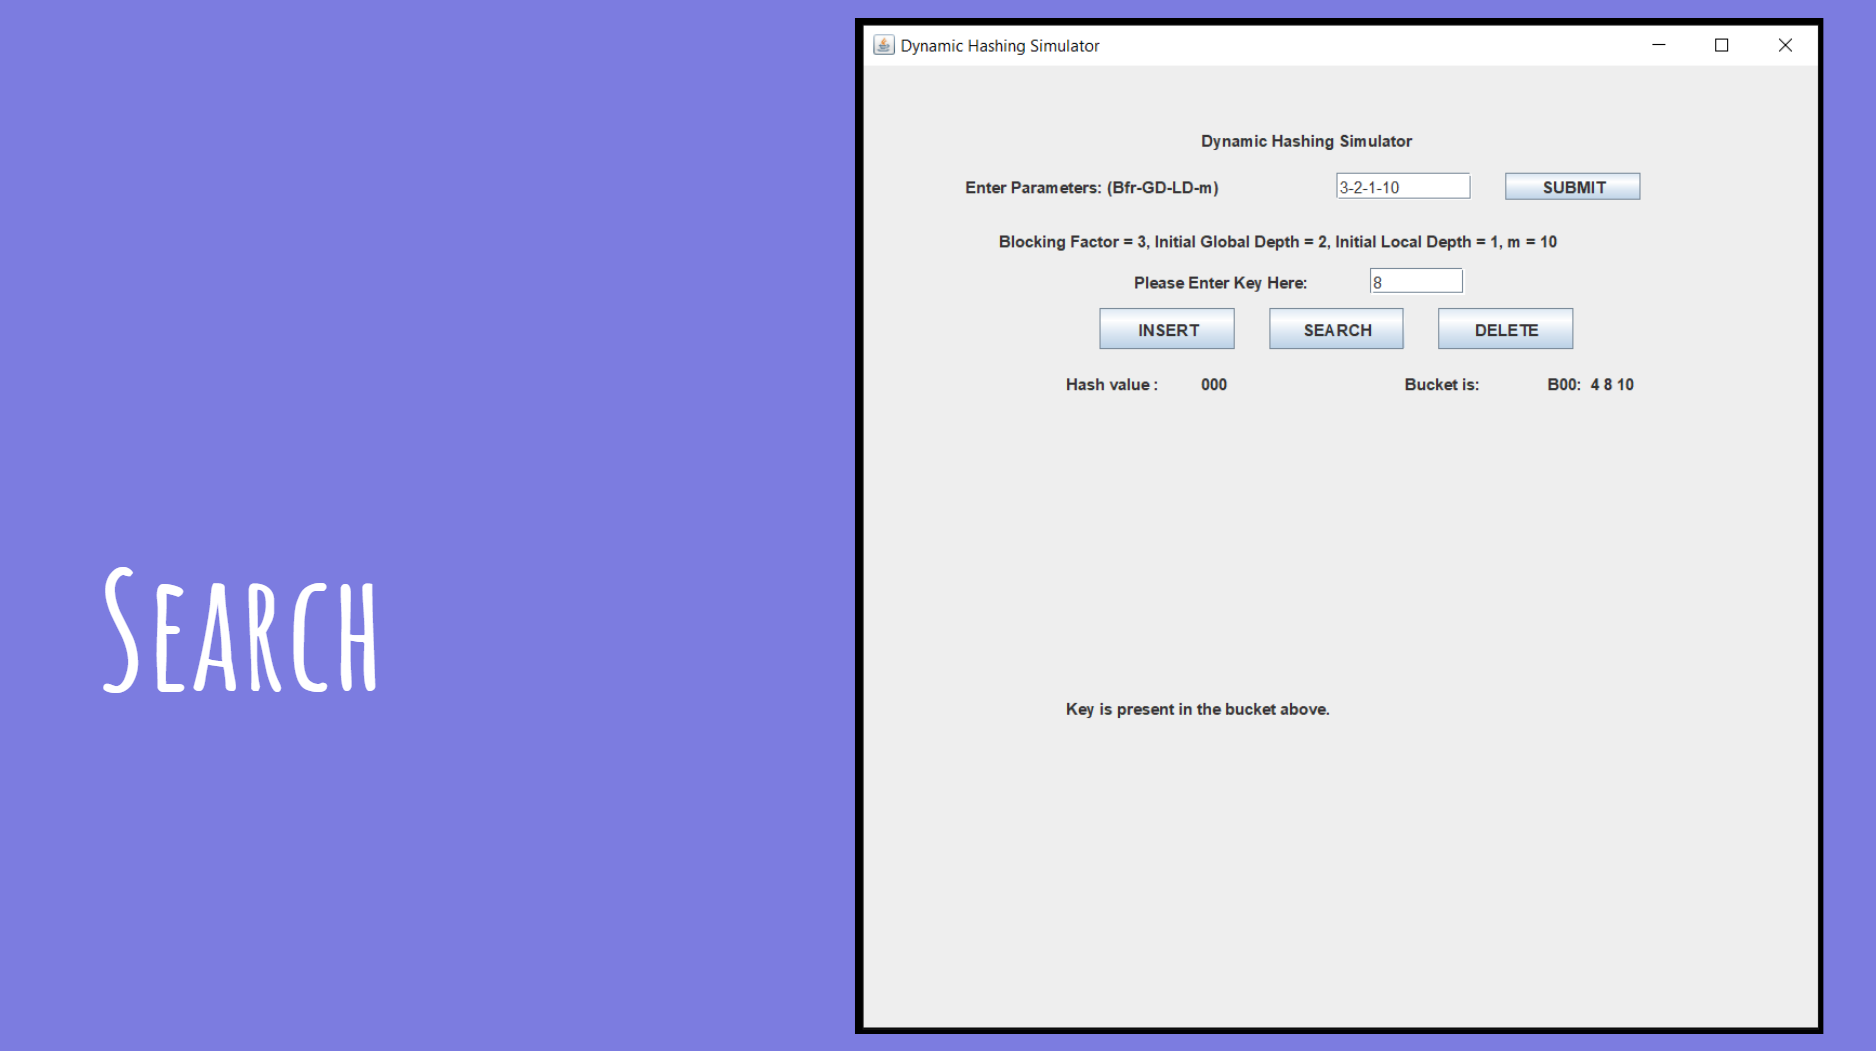 Search
Dynamic Hashing Simulator
Dynamic Hashing Simulator
Enter Parameters: (Bfr-GD-LD-m) 3-2-1-10 SUBMIT
Blocking Factor = 3, Initial Global Depth = 2, Initial Local Depth = 1, m = 10
Please Enter Key Here: 8
INSERT SEARCH DELETE
Hash value : 000 Bucket is: B00: 4 8 10
Key is present in the bucket above.